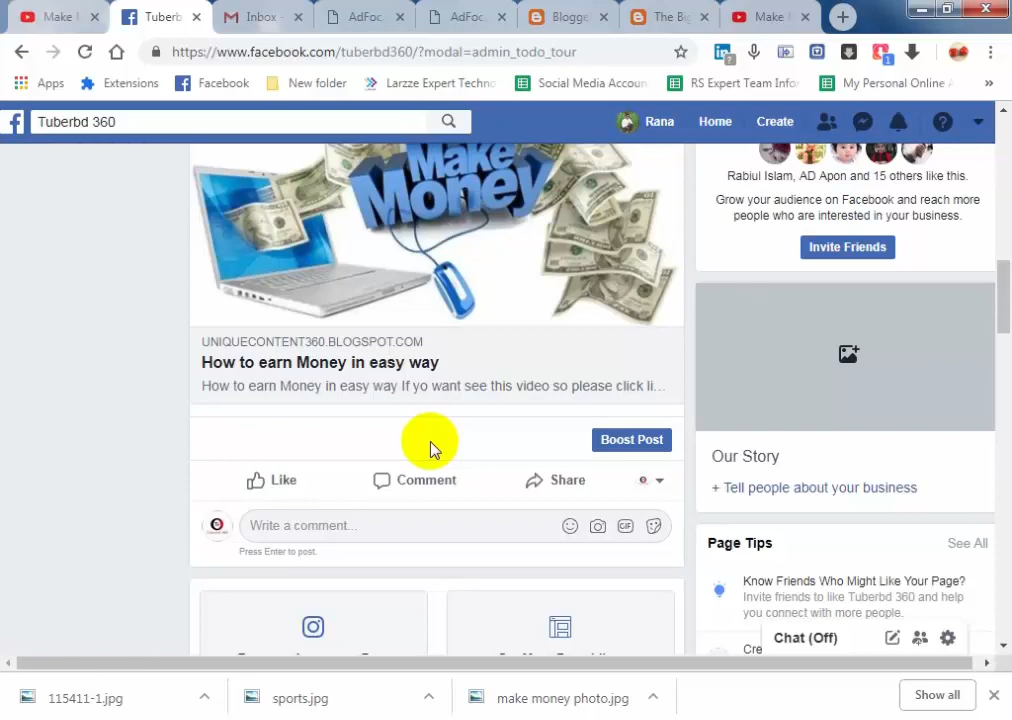 Make
Tuberb
Inbox -
AdFoc
AdFoc
Blogge
The Big
Make
https://www.facebook.com/tuberbd360/?modal=admin_todo_tour
Apps
Extensions
Facebook
New folder
Larzze Expert Techno
Social Media Accoun
RS Expert Team Infor
My Personal Online A
Tuberbd 360
Rana
Home
Create
Make
Money
UNIQUECONTENT360.BLOGSPOT.COM
How to earn Money in easy way
How to earn Money in easy way If yo want see this video so please click li...
Boost Post
Like
Comment
Share
Write a comment...
GIF
Press Enter to post.
Rabiul Islam, AD Apon and 15 others like this.
Grow your audience on Facebook and reach more
people who are interested in your business.
Invite Friends
Our Story
+ Tell people about your business
Page Tips
See All
Know Friends Who Might Like Your Page?
Invite friends to like Tuberbd 360 and help
you connect with more people.
Cre
Chat (Off)
115411-1.jpg
sports.jpg
make money photo.jpg
Show all